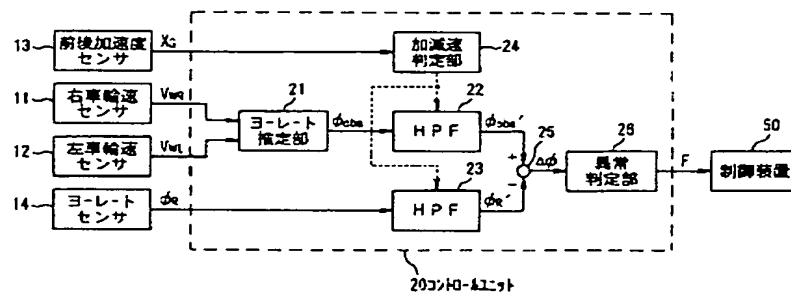 13
前後加速度
センサ
XG
11
右車輪速
センサ
VWR
12
左車輪速
センサ
VWL
14
ヨーレート
センサ
φR
21
ヨーレート
推定部
φobs
加減速
判定部
24
22
HPF
φobs'
23
HPF
φR'
25
+
−
Δφ
26
異常
判定部
F
50
制御装置
20コントロールユニット